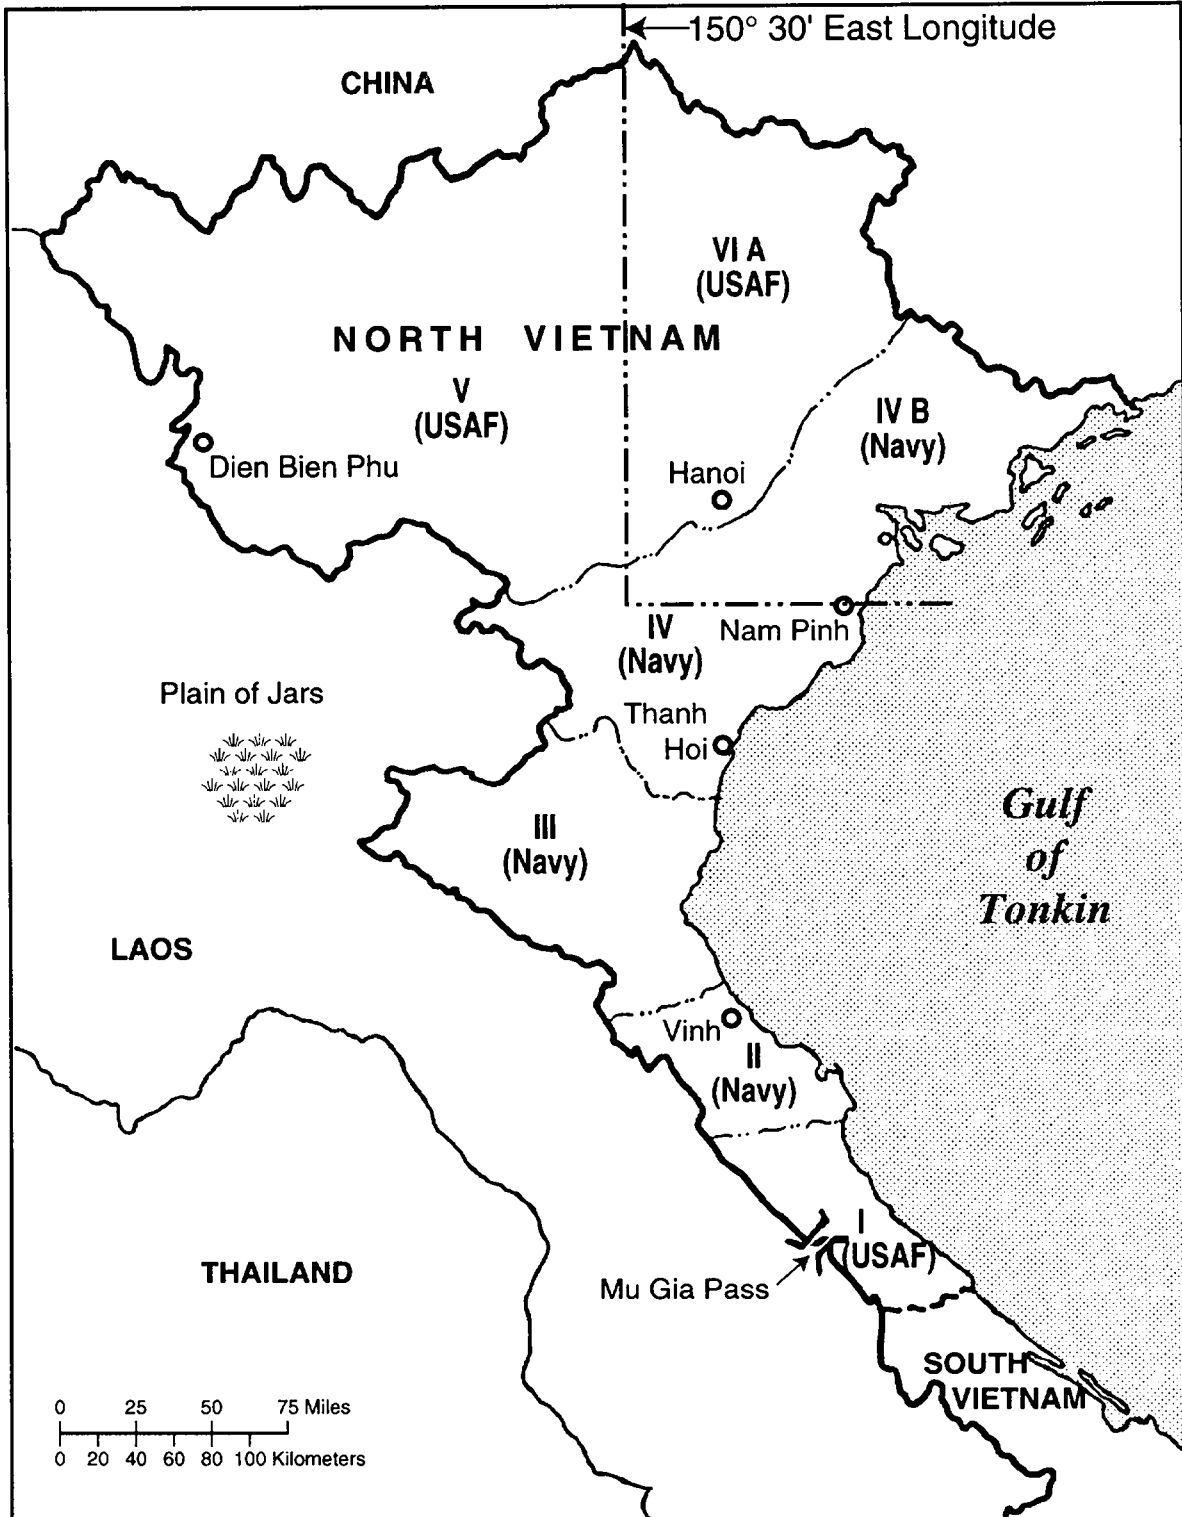 150° 30' East Longitude
CHINA
VI A
(USAF)
NORTH VIETNAM
V
(USAF)
IV B
(Navy)
Dien Bien Phu
Hanoi
IV
(Navy)
Nam Pinh
Plain of Jars
Thanh
Hoi
III
(Navy)
Gulf
of
Tonkin
LAOS
Vinh
II
(Navy)
I
(USAF)
THAILAND
Mu Gia Pass
SOUTH
VIETNAM
0 25 50 75 Miles
0 20 40 60 80 100 Kilometers